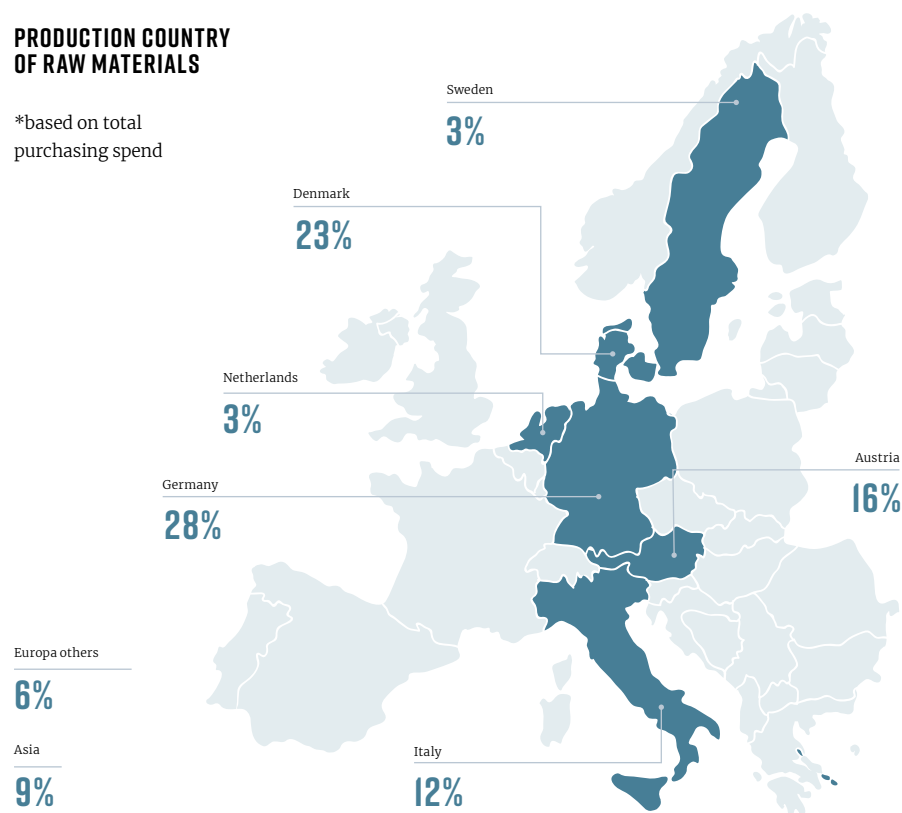 PRODUCTION COUNTRY
OF RAW MATERIALS
*based on total
purchasing spend
Sweden
3%
Denmark
23%
Netherlands
3%
Austria
16%
Germany
28%
Europa others
6%
Asia
9%
Italy
12%